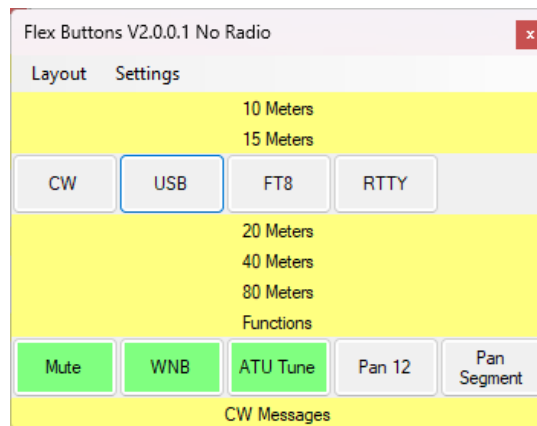 Flex Buttons V2.0.0.1 No Radio x
Layout Settings
10 Meters
15 Meters
CW USB FT8 RTTY
20 Meters
40 Meters
80 Meters
Functions
Mute WNB ATU Tune Pan 12 Pan Segment
CW Messages